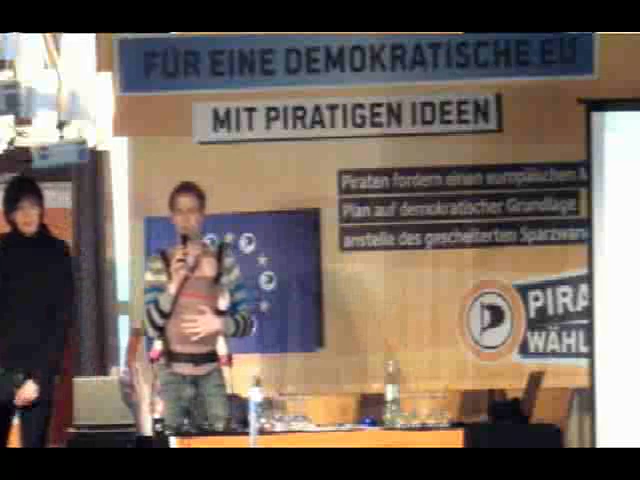 FÜR EINE DEMOKRATISCHE EU
MIT PIRATIGEN IDEEN
Piraten fordern einen europäischen
Plan auf demokratischer Grundlage
anstelle des gescheiterten Sparzwan
PIRA
WÄHL